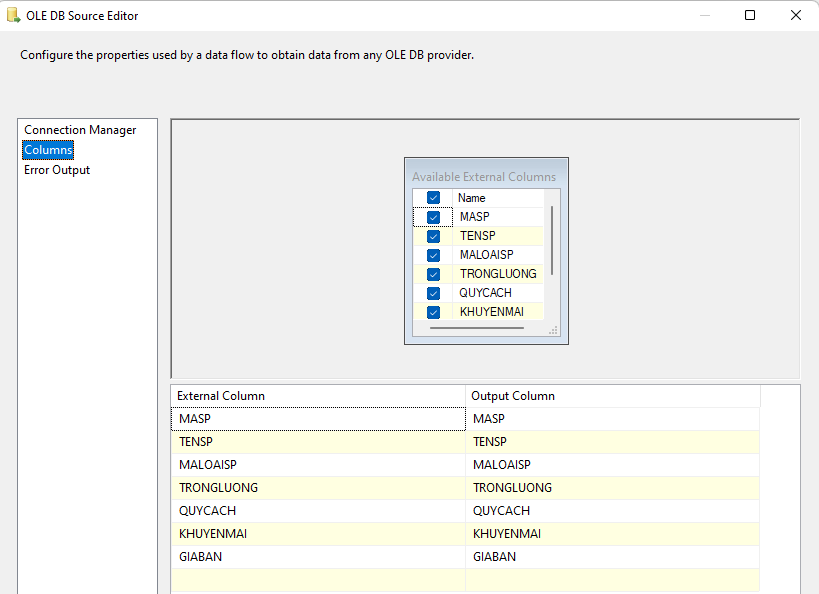 OLE DB Source Editor
Configure the properties used by a data flow to obtain data from any OLE DB provider.
Connection Manager
Columns
Error Output
Available External Columns
Name
MASP
TENSP
MALOAISP
TRONGLUONG
QUYCACH
KHUYENMAI
External Column Output Column
MASP MASP
TENSP TENSP
MALOAISP MALOAISP
TRONGLUONG TRONGLUONG
QUYCACH QUYCACH
KHUYENMAI KHUYENMAI
GIABAN GIABAN